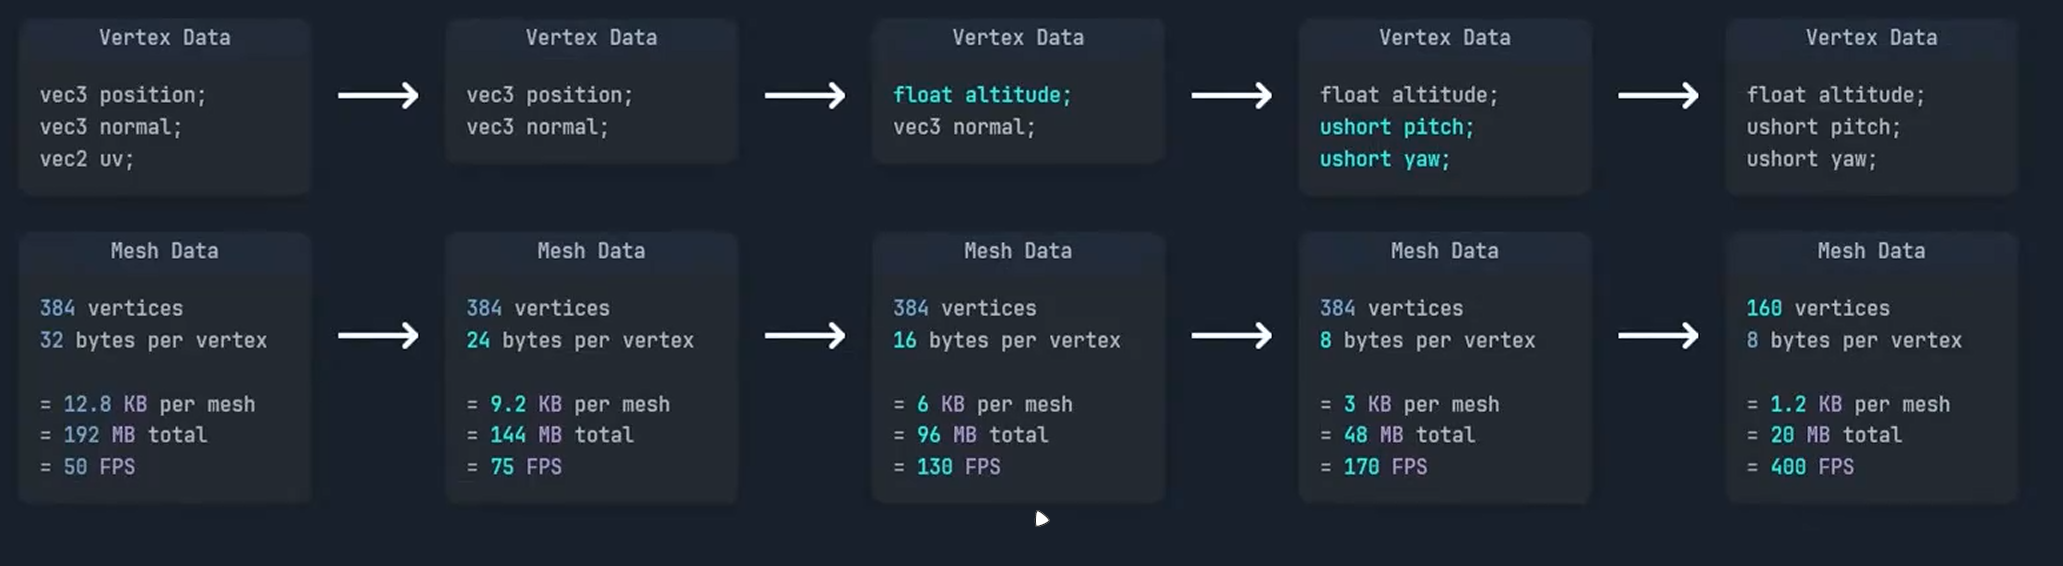 Vertex Data
vec3 position;
vec3 normal;
vec2 uv;
Vertex Data
vec3 position;
vec3 normal;
Vertex Data
float altitude;
vec3 normal;
Vertex Data
float altitude;
ushort pitch;
ushort yaw;
Vertex Data
float altitude;
ushort pitch;
ushort yaw;
Mesh Data
384 vertices
32 bytes per vertex
= 12.8 KB per mesh
= 192 MB total
= 50 FPS
Mesh Data
384 vertices
24 bytes per vertex
= 9.2 KB per mesh
= 144 MB total
= 75 FPS
Mesh Data
384 vertices
16 bytes per vertex
= 6 KB per mesh
= 96 MB total
= 130 FPS
Mesh Data
384 vertices
8 bytes per vertex
= 3 KB per mesh
= 48 MB total
= 170 FPS
Mesh Data
160 vertices
8 bytes per vertex
= 1.2 KB per mesh
= 20 MB total
= 400 FPS